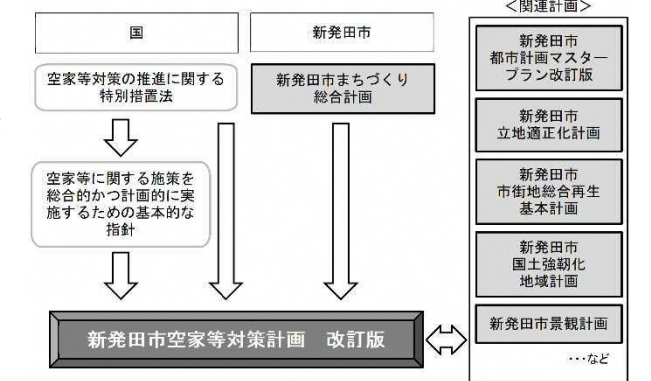 国
新発田市
空家等対策の推進に関する
特別措置法
新発田市まちづくり
総合計画
空家等に関する施策を
総合的かつ計画的に実
施するための基本的な
指針
新発田市空家等対策計画 改訂版
＜関連計画＞
新発田市
都市計画マスター
プラン改訂版
新発田市
立地適正化計画
新発田市
市街地総合再生
基本計画
新発田市
国土強靭化
地域計画
新発田市景観計画
…など